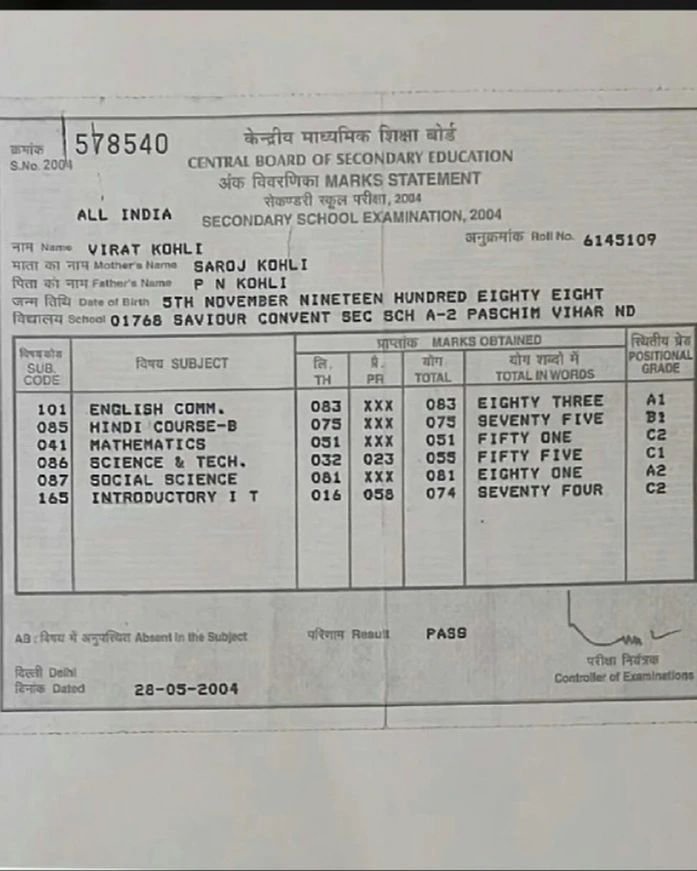 क्रमांक 578540
S.No. 2004
केन्द्रीय माध्यमिक शिक्षा बोर्ड
CENTRAL BOARD OF SECONDARY EDUCATION
अंक विवरणिका MARKS STATEMENT
सेकण्डरी स्कूल परीक्षा, 2004
ALL INDIA SECONDARY SCHOOL EXAMINATION, 2004
अनुक्रमांक Roll No. 6145109
नाम Name VIRAT KOHLI
माता का नाम Mother's Name SAROJ KOHLI
पिता का नाम Father's Name P N KOHLI
जन्म तिथि Date of Birth 5TH NOVEMBER NINETEEN HUNDRED EIGHTY EIGHT
विद्यालय School 01768 SAVIOUR CONVENT SEC SCH A-2 PASCHIM VIHAR ND
विषय कोड SUB. CODE विषय SUBJECT प्राप्तांक MARKS OBTAINED स्थितीय ग्रेड POSITIONAL GRADE
लि. TH प्रै. PR योग TOTAL योग शब्दों में TOTAL IN WORDS
101 ENGLISH COMM. 083 XXX 083 EIGHTY THREE A1
085 HINDI COURSE-B 075 XXX 075 SEVENTY FIVE B1
041 MATHEMATICS 051 XXX 051 FIFTY ONE C2
086 SCIENCE & TECH. 032 023 055 FIFTY FIVE C1
087 SOCIAL SCIENCE 081 XXX 081 EIGHTY ONE A2
165 INTRODUCTORY I T 016 058 074 SEVENTY FOUR C2
AB : विषय में अनुपस्थित Absent in the Subject परिणाम Result PASS
परीक्षा नियंत्रक
Controller of Examinations
दिल्ली Delhi
दिनांक Dated 28-05-2004